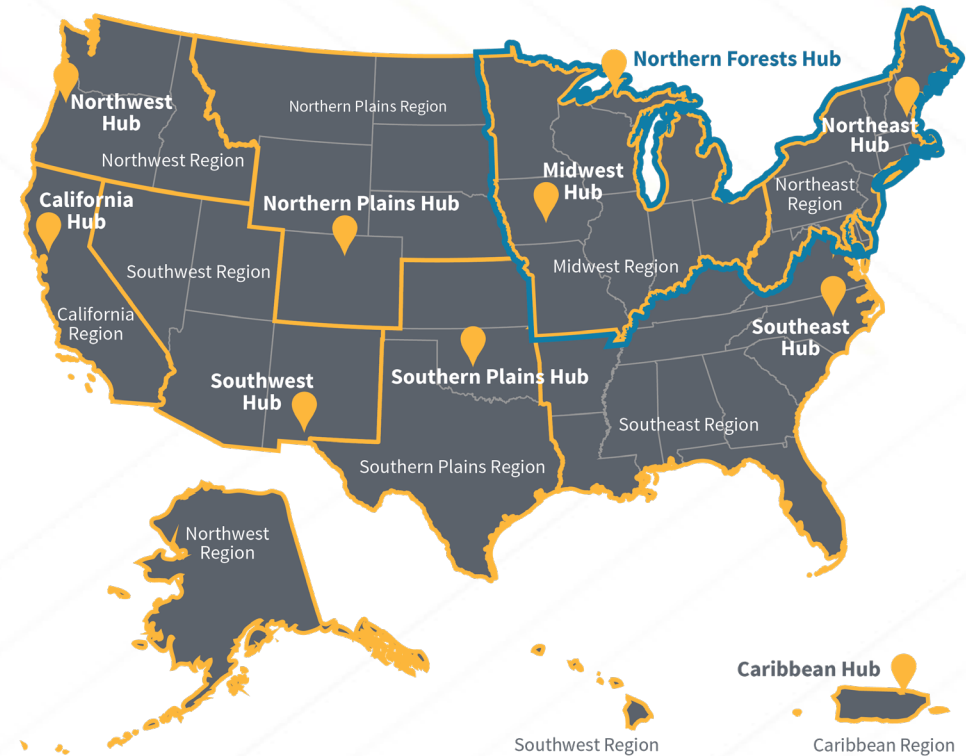 Northern Forests Hub
Northwest
Hub
Northern Plains Region
Northeast
Hub
Northwest Region
Midwest
Hub
Northeast
Region
California
Hub
Northern Plains Hub
Southwest Region
Midwest Region
California
Region
Southeast
Hub
Southwest
Hub
Southern Plains Hub
Southeast Region
Southern Plains Region
Northwest
Region
Caribbean Hub
Southwest Region
Caribbean Region